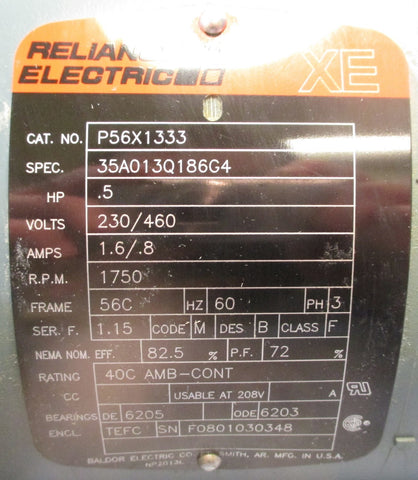 RELIANCE XE
ELECTRIC
CAT. NO. P56X1333
SPEC. 35A013Q186G4
HP .5
VOLTS 230/460
AMPS 1.6/.8
R.P.M. 1750
FRAME 56C HZ 60 PH 3
SER. F. 1.15 CODE M DES B CLASS F
NEMA NOM. EFF. 82.5 % P.F. 72 %
RATING 40C AMB-CONT
CC USABLE AT 208V A
BEARINGS DE 6205 ODE 6203
ENCL. TEFC SN F0801030348
BALDOR ELECTRIC CO. SMITH, AR. MFG. IN U.S.A.